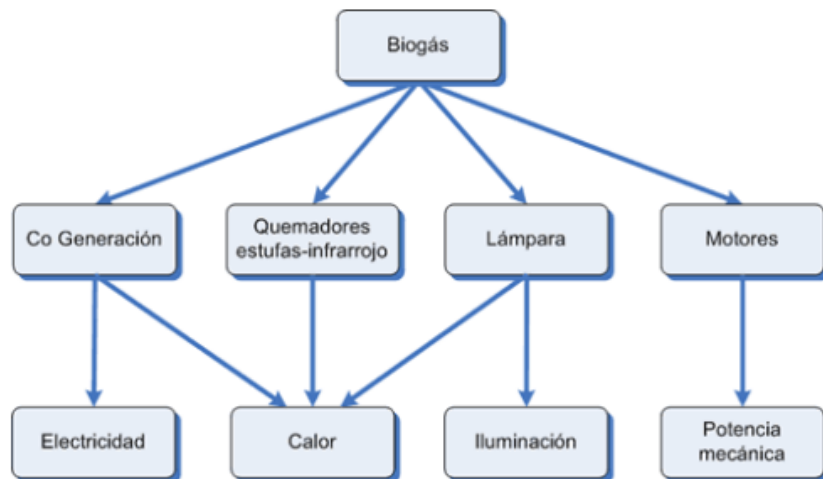 Biogás
Co Generación
Quemadores
estufas-infrarrojo
Lámpara
Motores
Electricidad
Calor
Iluminación
Potencia
mecánica